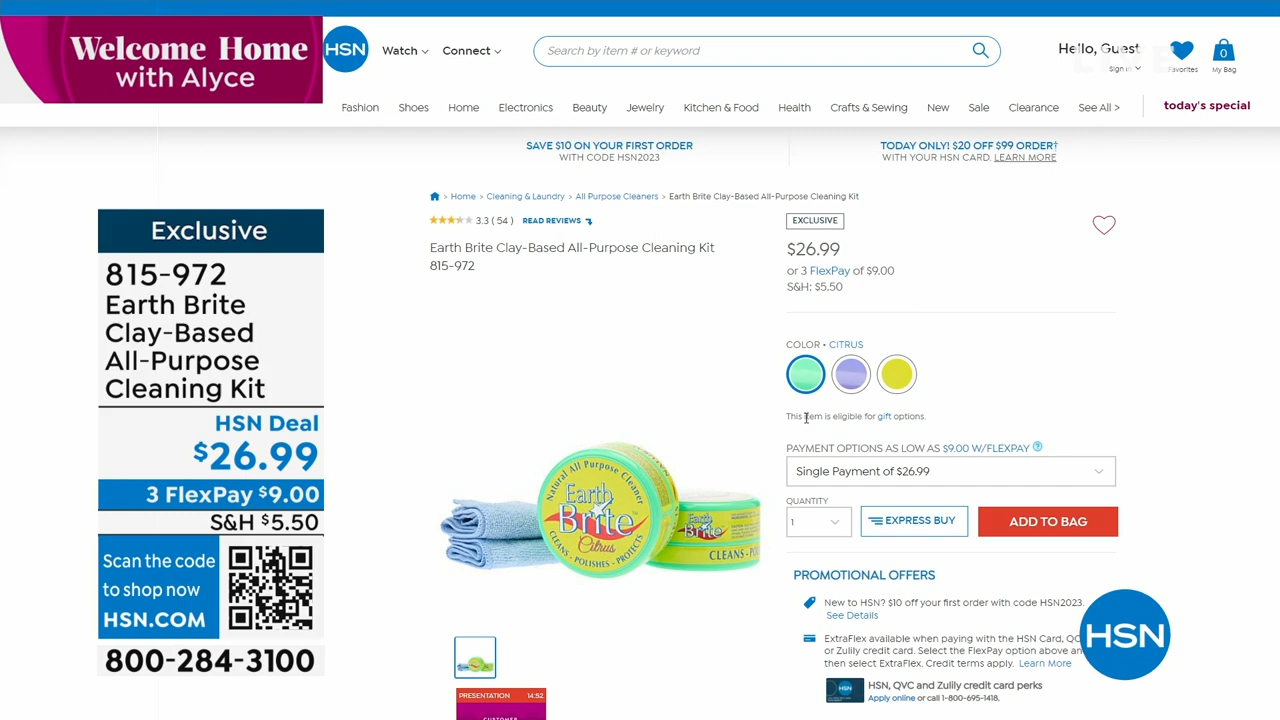 Welcome Home
with Alyce
HSN
Watch
Connect
Search by item # or keyword
Hello, Guest
Sign in
Favorites
0
My Bag
Fashion
Shoes
Home
Electronics
Beauty
Jewelry
Kitchen & Food
Health
Crafts & Sewing
New
Sale
Clearance
See All >
today's special
SAVE $10 ON YOUR FIRST ORDER
WITH CODE HSN2023
TODAY ONLY! $20 OFF $99 ORDER†
WITH YOUR HSN CARD. LEARN MORE
> Home > Cleaning & Laundry > All Purpose Cleaners > Earth Brite Clay-Based All-Purpose Cleaning Kit
3.3 ( 54 ) READ REVIEWS
Earth Brite Clay-Based All-Purpose Cleaning Kit
815-972
EXCLUSIVE
$26.99
or 3 FlexPay of $9.00
S&H: $5.50
COLOR • CITRUS
This item is eligible for gift options.
PAYMENT OPTIONS AS LOW AS $9.00 W/FLEXPAY
Single Payment of $26.99
QUANTITY
1
EXPRESS BUY
ADD TO BAG
PROMOTIONAL OFFERS
New to HSN? $10 off your first order with code HSN2023.
See Details
ExtraFlex available when paying with the HSN Card,
or Zulily credit card. Select the FlexPay option above
then select ExtraFlex. Credit terms apply. Learn More
HSN, QVC and Zulily credit card perks
Apply online or call 1-800-695-1418.
HSN
Exclusive
815-972
Earth Brite
Clay-Based
All-Purpose
Cleaning Kit
HSN Deal
$26.99
3 FlexPay $9.00
S&H $5.50
Scan the code
to shop now
HSN.COM
800-284-3100
Natural All Purpose Cleaner
Earth
Brite
Citrus
CLEANS - POLISHES - PROTECTS
Earth
Brite
CLEANS
PRESENTATION 14:52
CUSTOMER